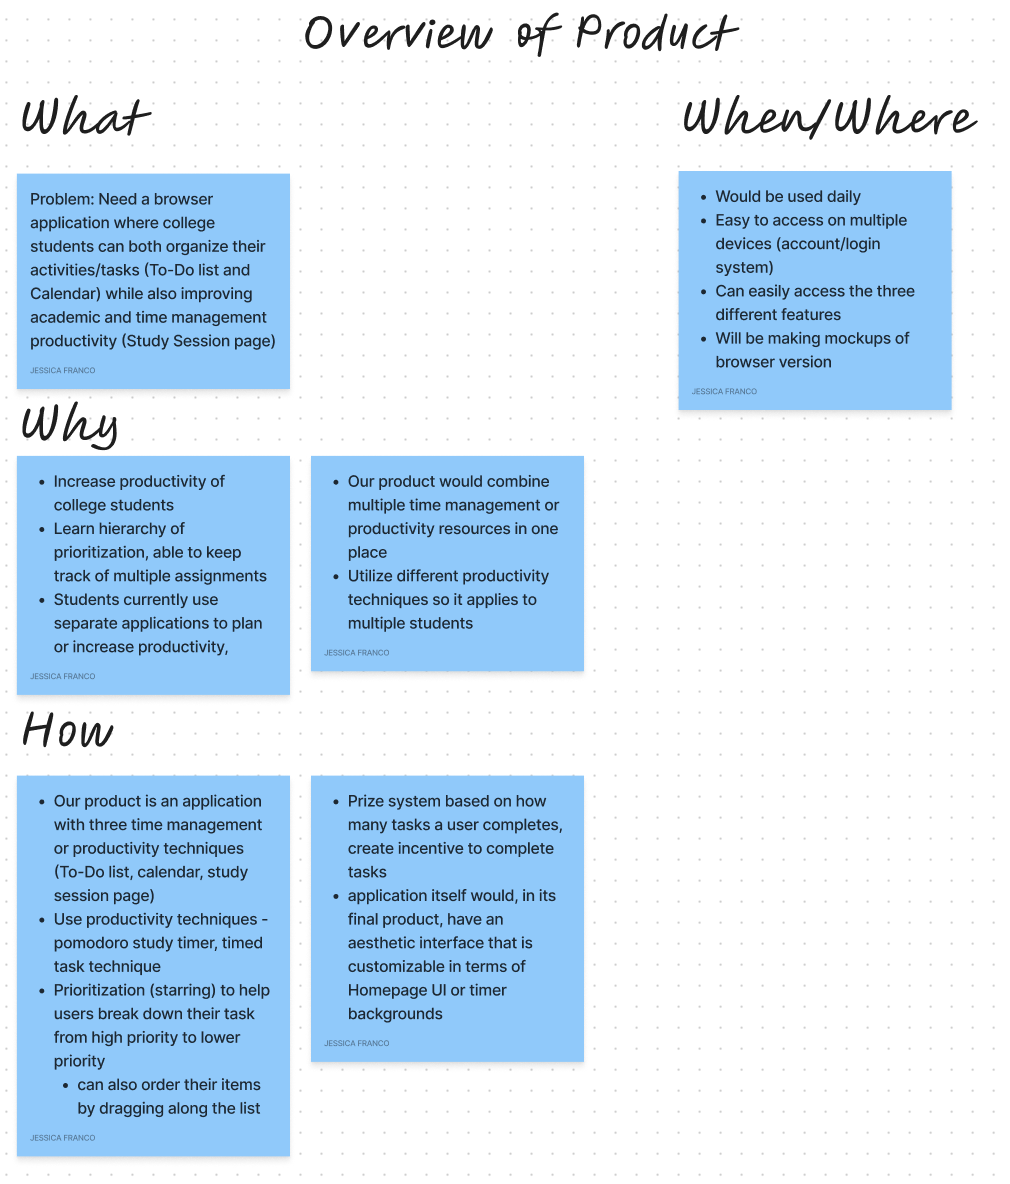 Overview of Product
What
Problem: Need a browser
application where college
students can both organize their
activities/tasks (To-Do list and
Calendar) while also improving
academic and time management
productivity (Study Session page)
JESSICA FRANCO
When/Where
• Would be used daily
• Easy to access on multiple
devices (account/login
system)
• Can easily access the three
different features
• Will be making mockups of
browser version
JESSICA FRANCO
Why
• Increase productivity of
college students
• Learn hierarchy of
prioritization, able to keep
track of multiple assignments
• Students currently use
separate applications to plan
or increase productivity,
JESSICA FRANCO
• Our product would combine
multiple time management or
productivity resources in one
place
• Utilize different productivity
techniques so it applies to
multiple students
JESSICA FRANCO
How
• Our product is an application
with three time management
or productivity techniques
(To-Do list, calendar, study
session page)
• Use productivity techniques -
pomodoro study timer, timed
task technique
• Prioritization (starring) to help
users break down their task
from high priority to lower
priority
• can also order their items
by dragging along the list
JESSICA FRANCO
• Prize system based on how
many tasks a user completes,
create incentive to complete
tasks
• application itself would, in its
final product, have an
aesthetic interface that is
customizable in terms of
Homepage UI or timer
backgrounds
JESSICA FRANCO